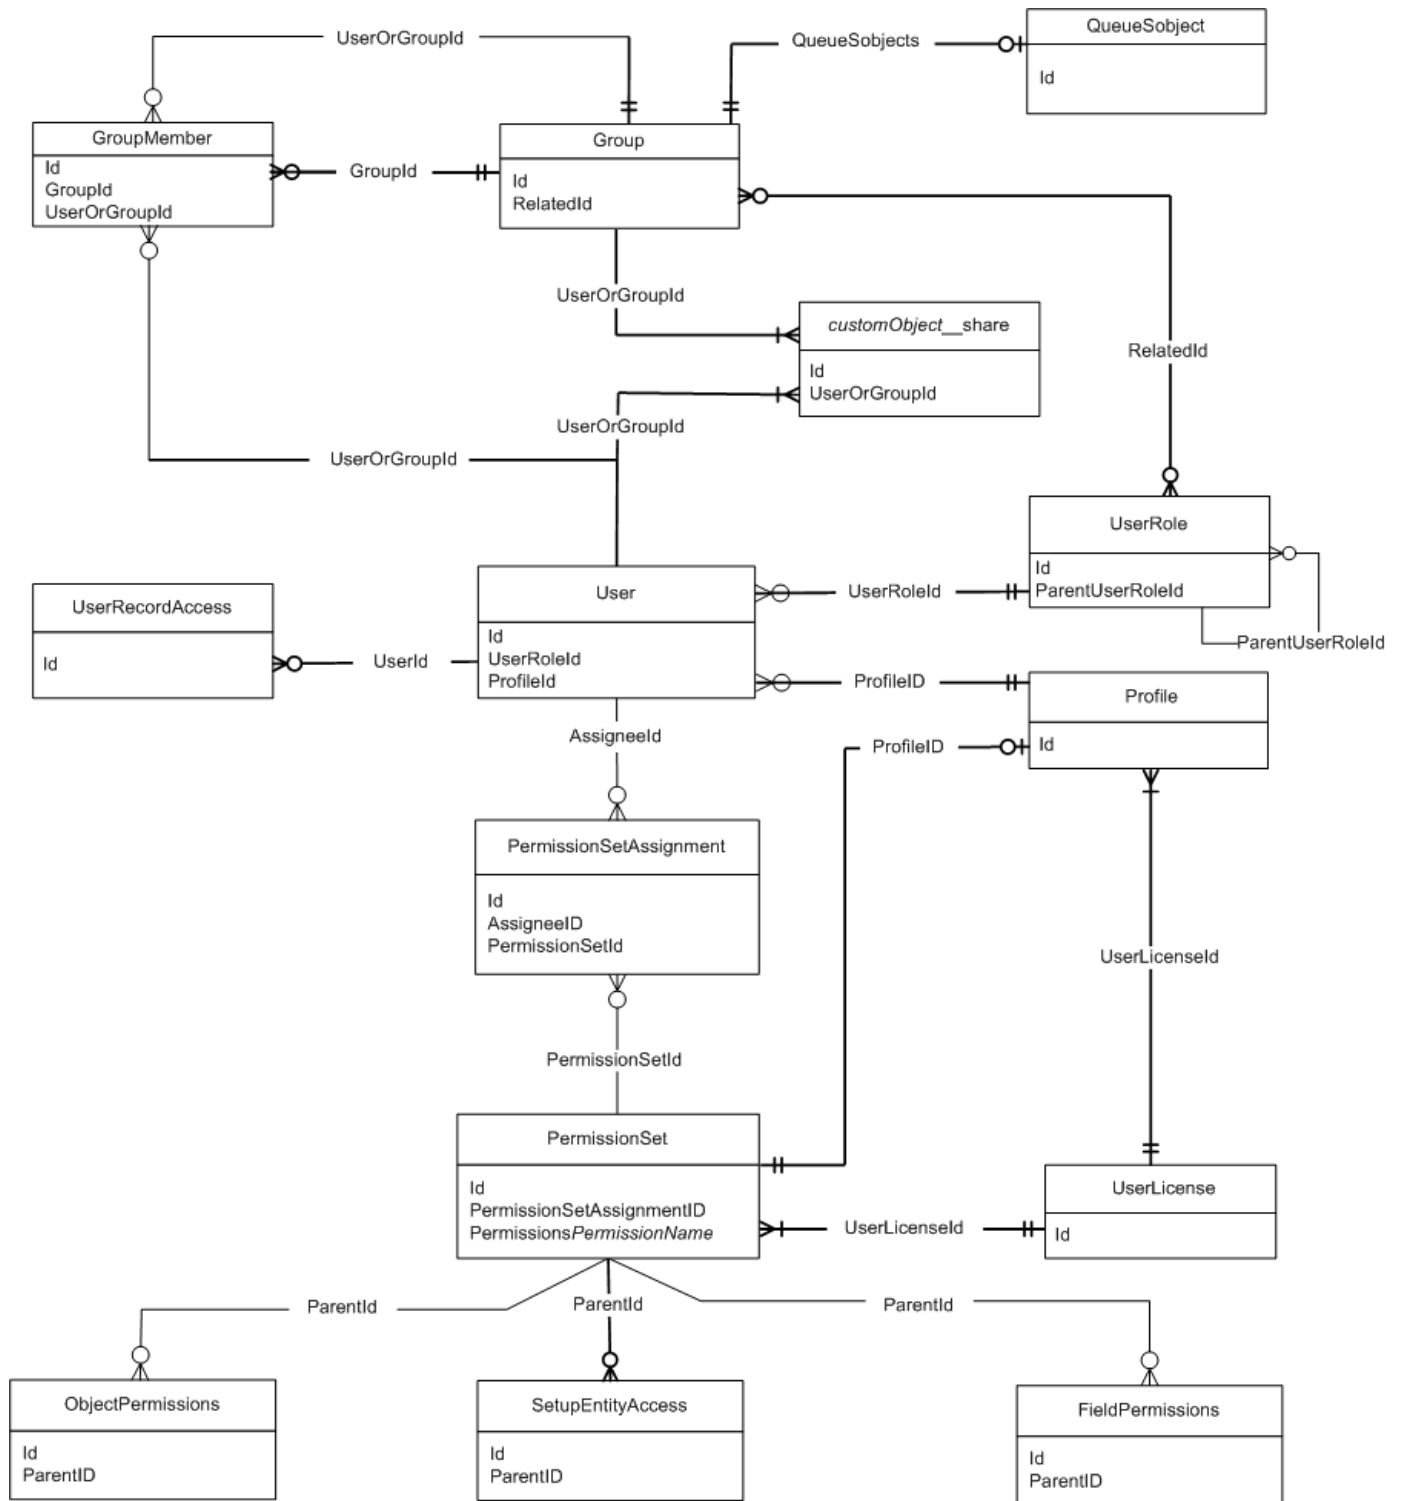 UserOrGroupId
QueueSobjects
QueueSobject
Id
GroupMember
Id
GroupId
UserOrGroupId
GroupId
Group
Id
RelatedId
UserOrGroupId
customObject__share
Id
UserOrGroupId
RelatedId
UserOrGroupId
UserOrGroupId
UserRole
Id
ParentUserRoleId
ParentUserRoleId
UserRecordAccess
Id
UserId
User
Id
UserRoleId
ProfileId
UserRoleId
ProfileID
Profile
Id
ProfileID
AssigneeId
PermissionSetAssignment
Id
AssigneeID
PermissionSetId
UserLicenseId
PermissionSetId
PermissionSet
Id
PermissionSetAssignmentID
PermissionsPermissionName
UserLicenseId
UserLicense
Id
ParentId
ParentId
ParentId
ObjectPermissions
Id
ParentID
SetupEntityAccess
Id
ParentID
FieldPermissions
Id
ParentID